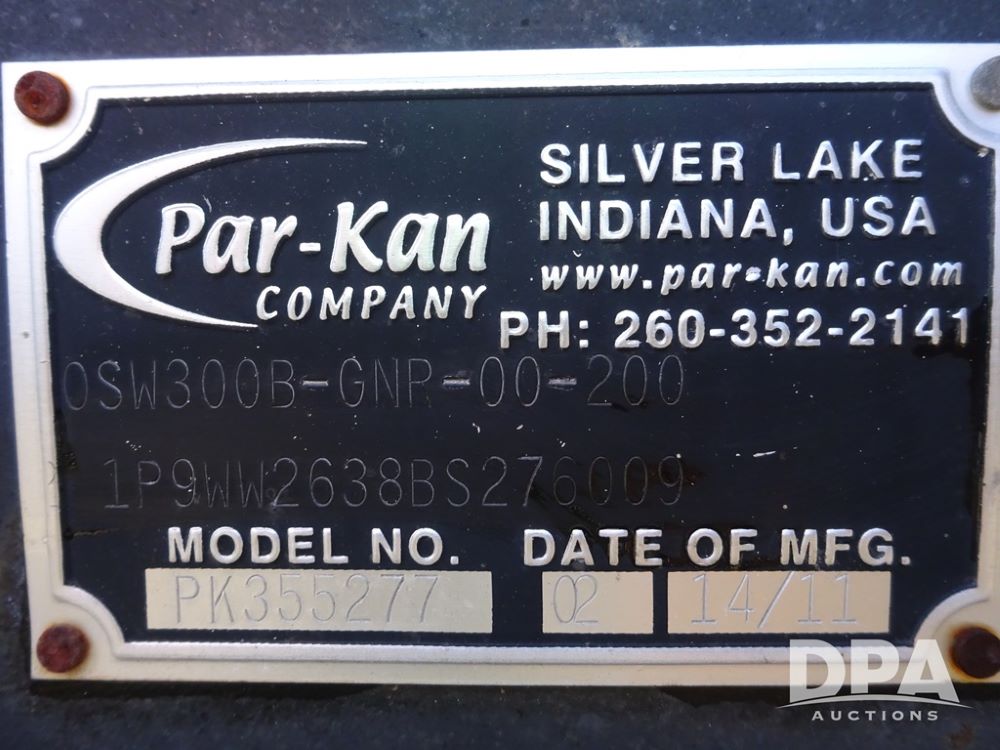 Par-Kan
COMPANY
SILVER LAKE
INDIANA, USA
www.par-kan.com
PH: 260-352-2141
OSW300B-GNR-00-200
1P9WW2638BS276009
MODEL NO. DATE OF MFG.
PK355277 02 14/11
DPA
AUCTIONS